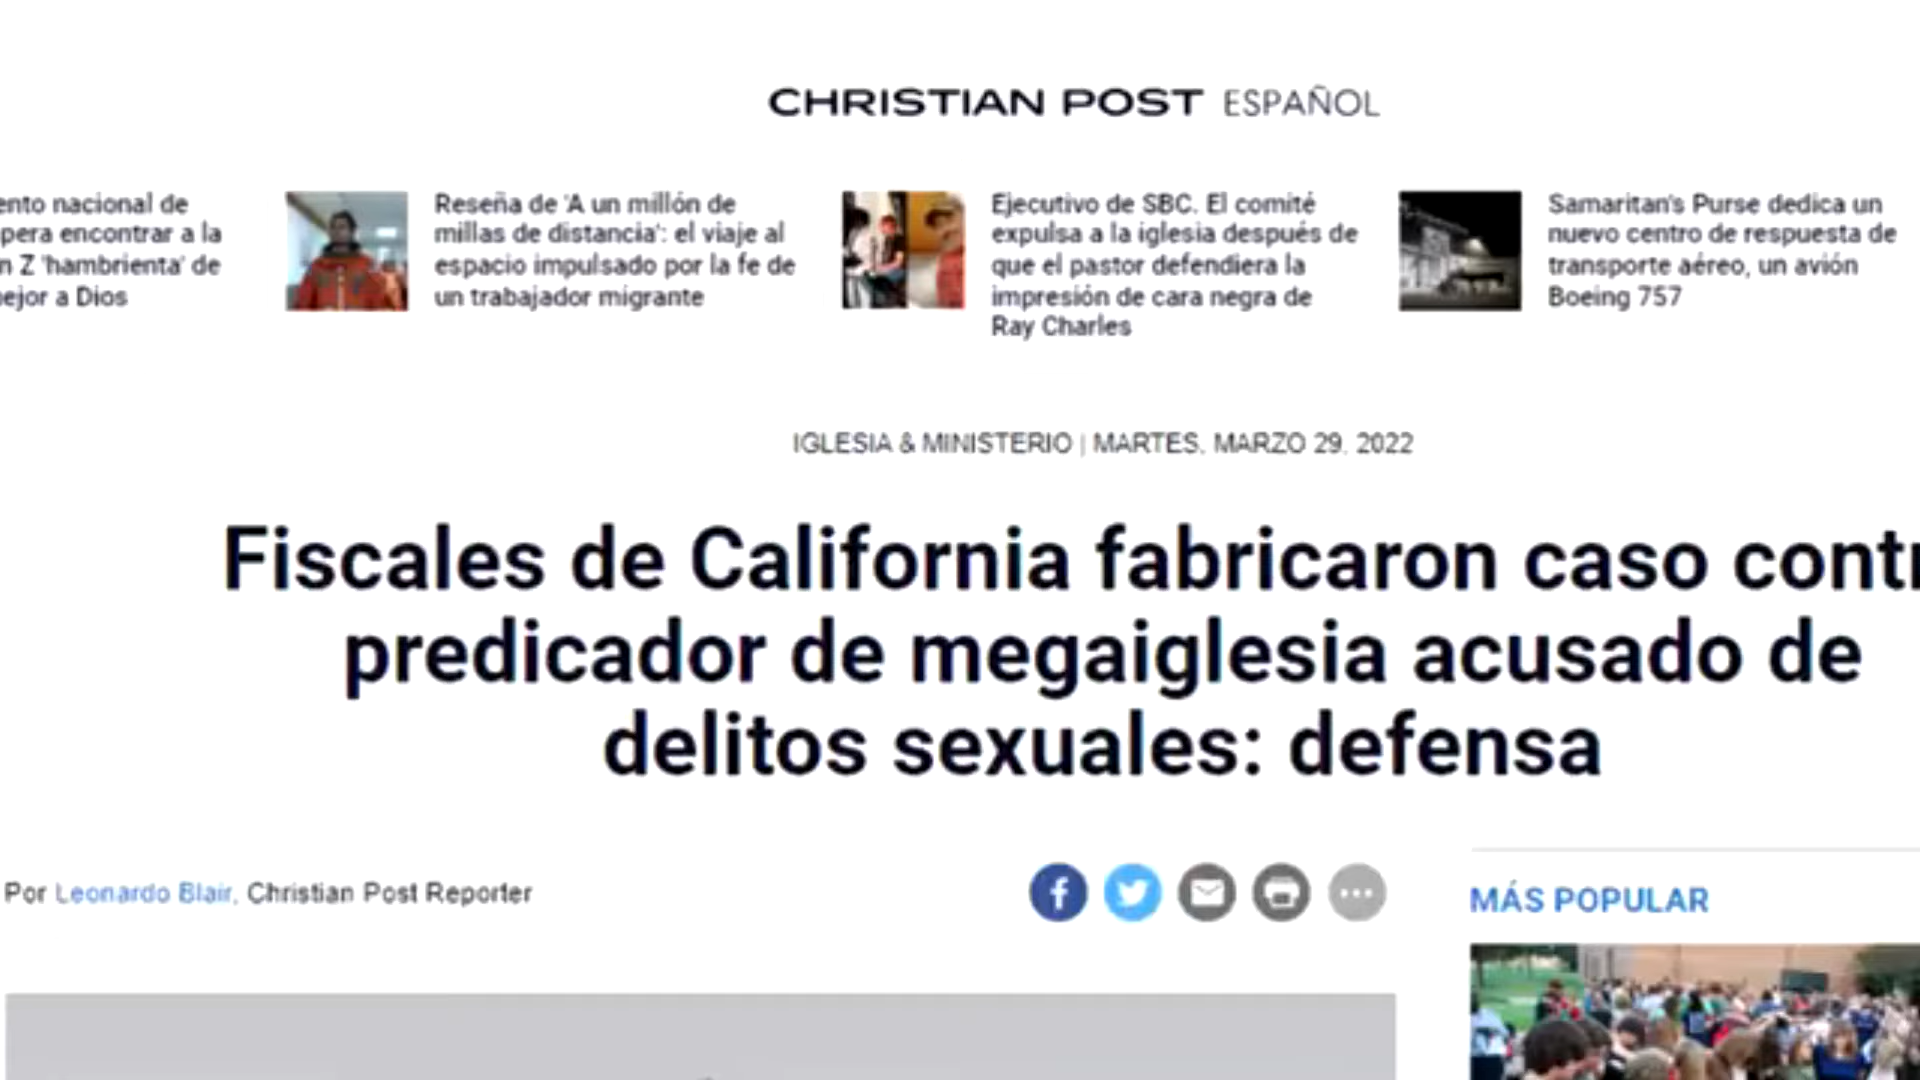 CHRISTIAN POST ESPAÑOL
nacional de
encontrar a la
Z 'hambrienta' de
a Dios
Reseña de 'A un millón de
millas de distancia': el viaje al
espacio impulsado por la fe de
un trabajador migrante
Ejecutivo de SBC. El comité
expulsa a la iglesia después de
que el pastor defendiera la
impresión de cara negra de
Ray Charles
Samaritan's Purse dedica un
nuevo centro de respuesta de
transporte aéreo, un avión
Boeing 757
IGLESIA & MINISTERIO | MARTES, MARZO 29, 2022
Fiscales de California fabricaron caso
predicador de megaiglesia acusado de
delitos sexuales: defensa
Por Leonardo Blair, Christian Post Reporter
MÁS POPULAR